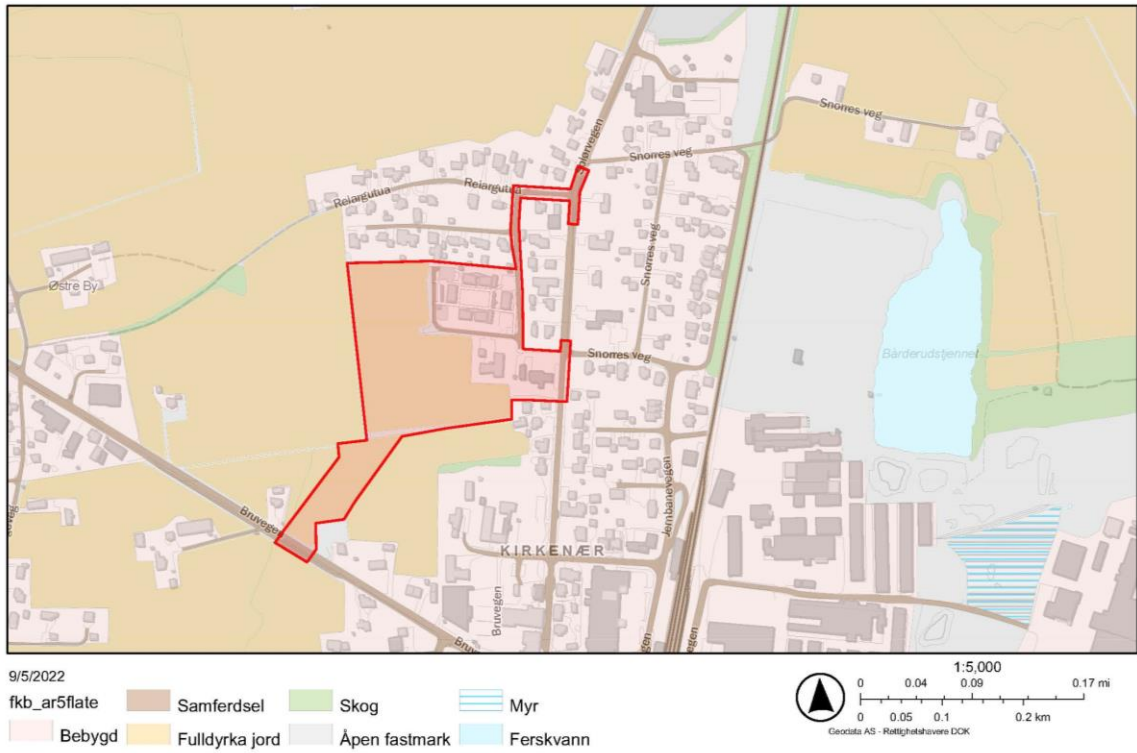 Snorres veg
Solørvegen
Snorres veg
Reiargutua
Reiargutua
Snorres veg
Østre By
Snorres veg
Bårderudstjennet
Bruvegen
Jernbanevegen
KIRKENÆR
Bruvegen
9/5/2022
fkb_ar5flate
Samferdsel
Skog
Myr
Bebygd
Fulldyrka jord
Åpen fastmark
Ferskvann
1:5,000
0 0.04 0.09 0.17 mi
0 0.05 0.1 0.2 km
Geodata AS - Rettighetshavere DOK